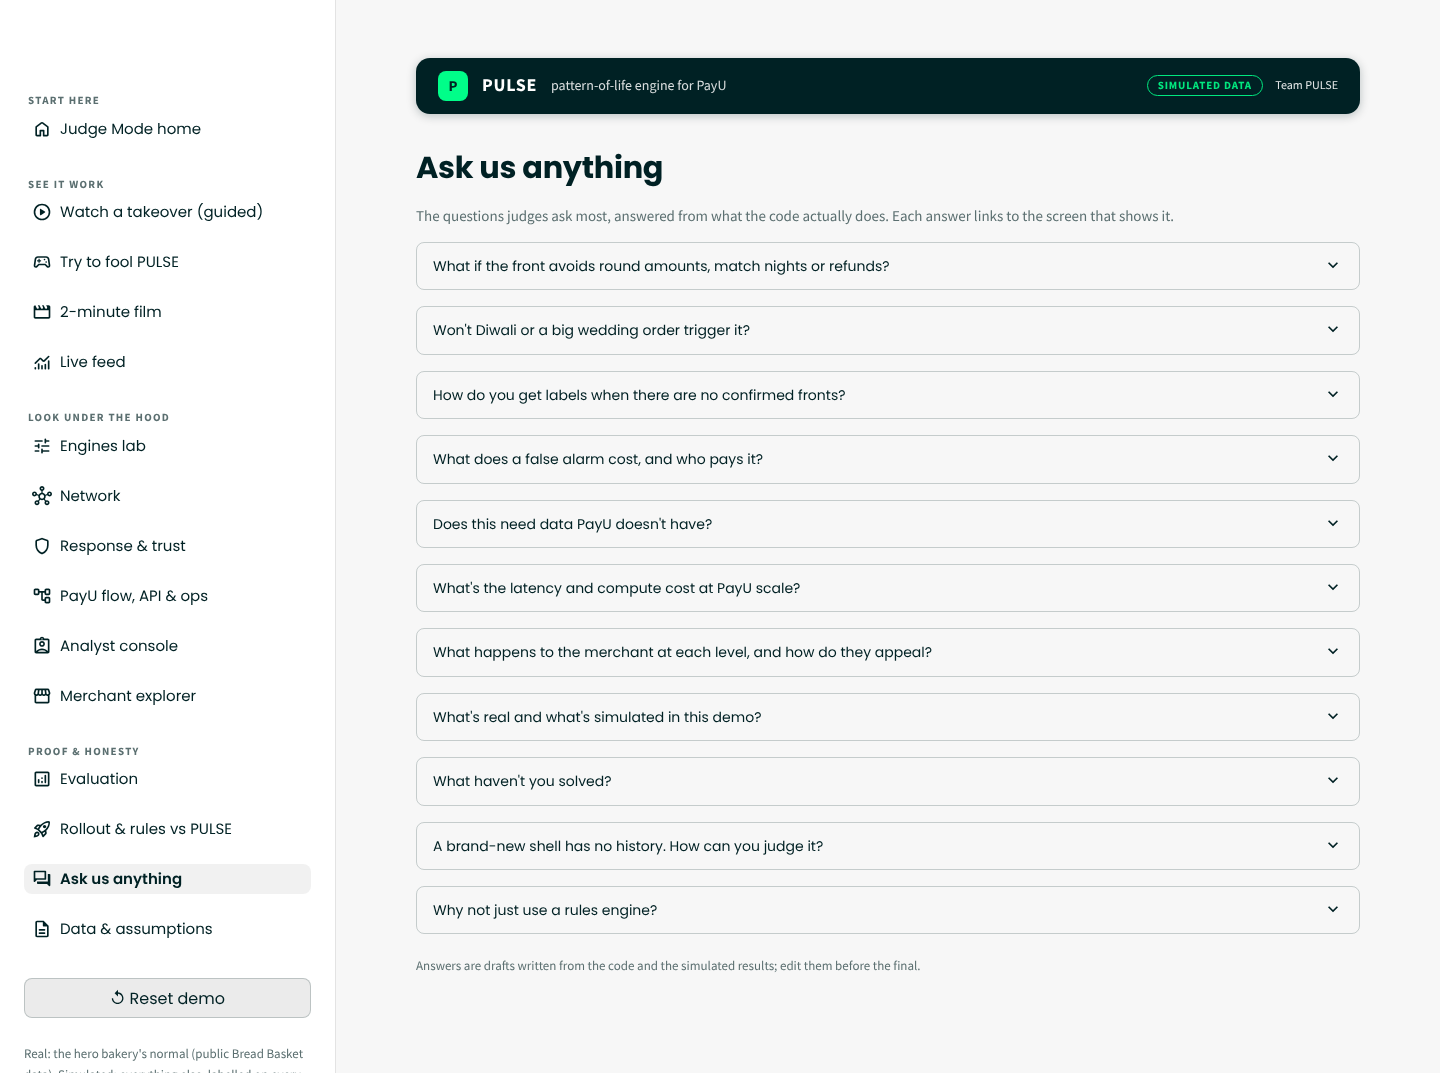 START HERE
Judge Mode home
SEE IT WORK
Watch a takeover (guided)
Try to fool PULSE
2-minute film
Live feed
LOOK UNDER THE HOOD
Engines lab
Network
Response & trust
PayU flow, API & ops
Analyst console
Merchant explorer
PROOF & HONESTY
Evaluation
Rollout & rules vs PULSE
Ask us anything
Data & assumptions
Reset demo
Real: the hero bakery's normal (public Bread Basket
P PULSE pattern-of-life engine for PayU SIMULATED DATA Team PULSE
Ask us anything
The questions judges ask most, answered from what the code actually does. Each answer links to the screen that shows it.
What if the front avoids round amounts, match nights or refunds?
Won't Diwali or a big wedding order trigger it?
How do you get labels when there are no confirmed fronts?
What does a false alarm cost, and who pays it?
Does this need data PayU doesn't have?
What's the latency and compute cost at PayU scale?
What happens to the merchant at each level, and how do they appeal?
What's real and what's simulated in this demo?
What haven't you solved?
A brand-new shell has no history. How can you judge it?
Why not just use a rules engine?
Answers are drafts written from the code and the simulated results; edit them before the final.